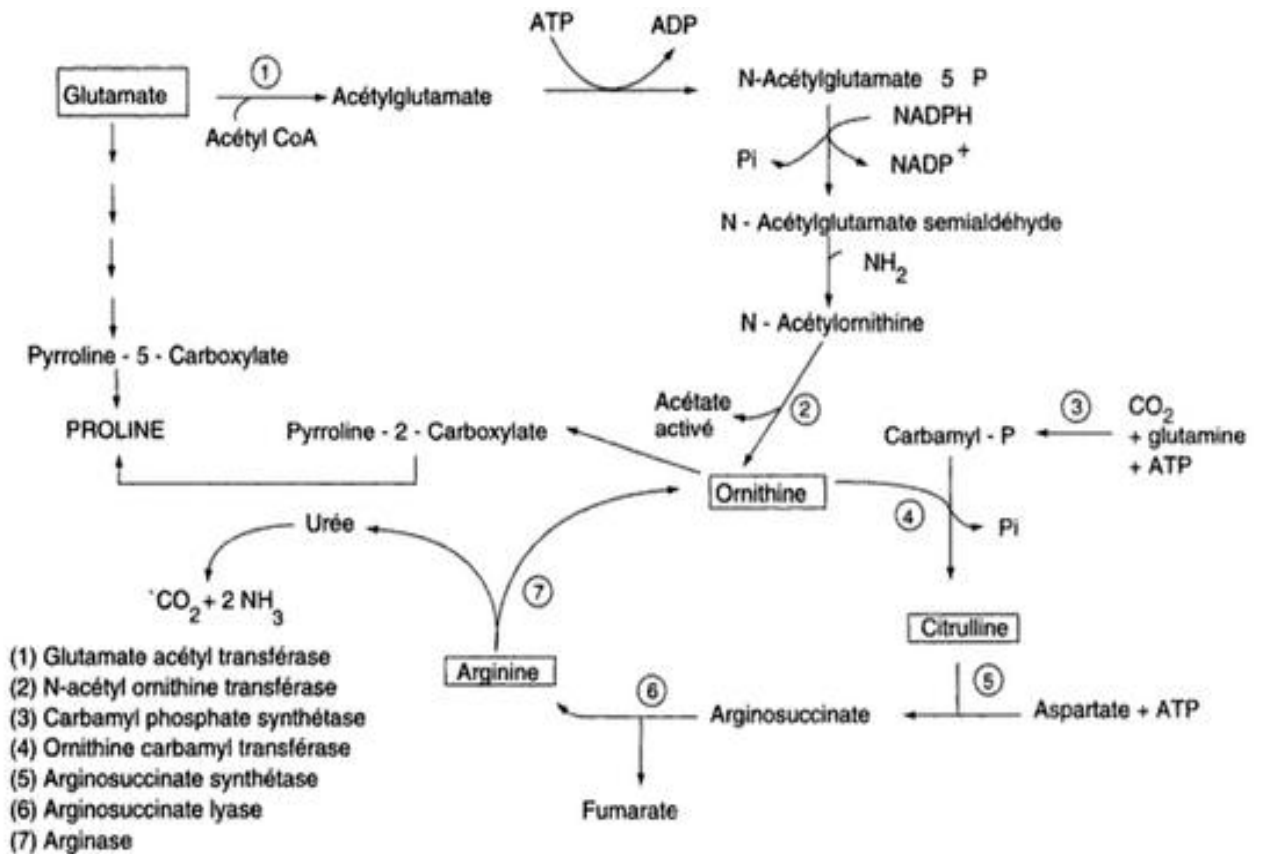 ATP
ADP
Glutamate
①
Acétyl CoA
Acétylglutamate
N-Acétylglutamate 5 P
NADPH
Pi
NADP+
N - Acétylglutamate semialdéhyde
NH2
N - Acétylornithine
Pyrroline - 5 - Carboxylate
PROLINE
Pyrroline - 2 - Carboxylate
Acétate
activé
②
Ornithine
Carbamyl - P
③
CO2
+ glutamine
+ ATP
④
Pi
Urée
CO2 + 2 NH3
⑦
Citrulline
Arginine
⑥
⑤
Arginosuccinate
Aspartate + ATP
Fumarate
(1) Glutamate acétyl transférase
(2) N-acétyl ornithine transférase
(3) Carbamyl phosphate synthétase
(4) Ornithine carbamyl transférase
(5) Arginosuccinate synthétase
(6) Arginosuccinate lyase
(7) Arginase